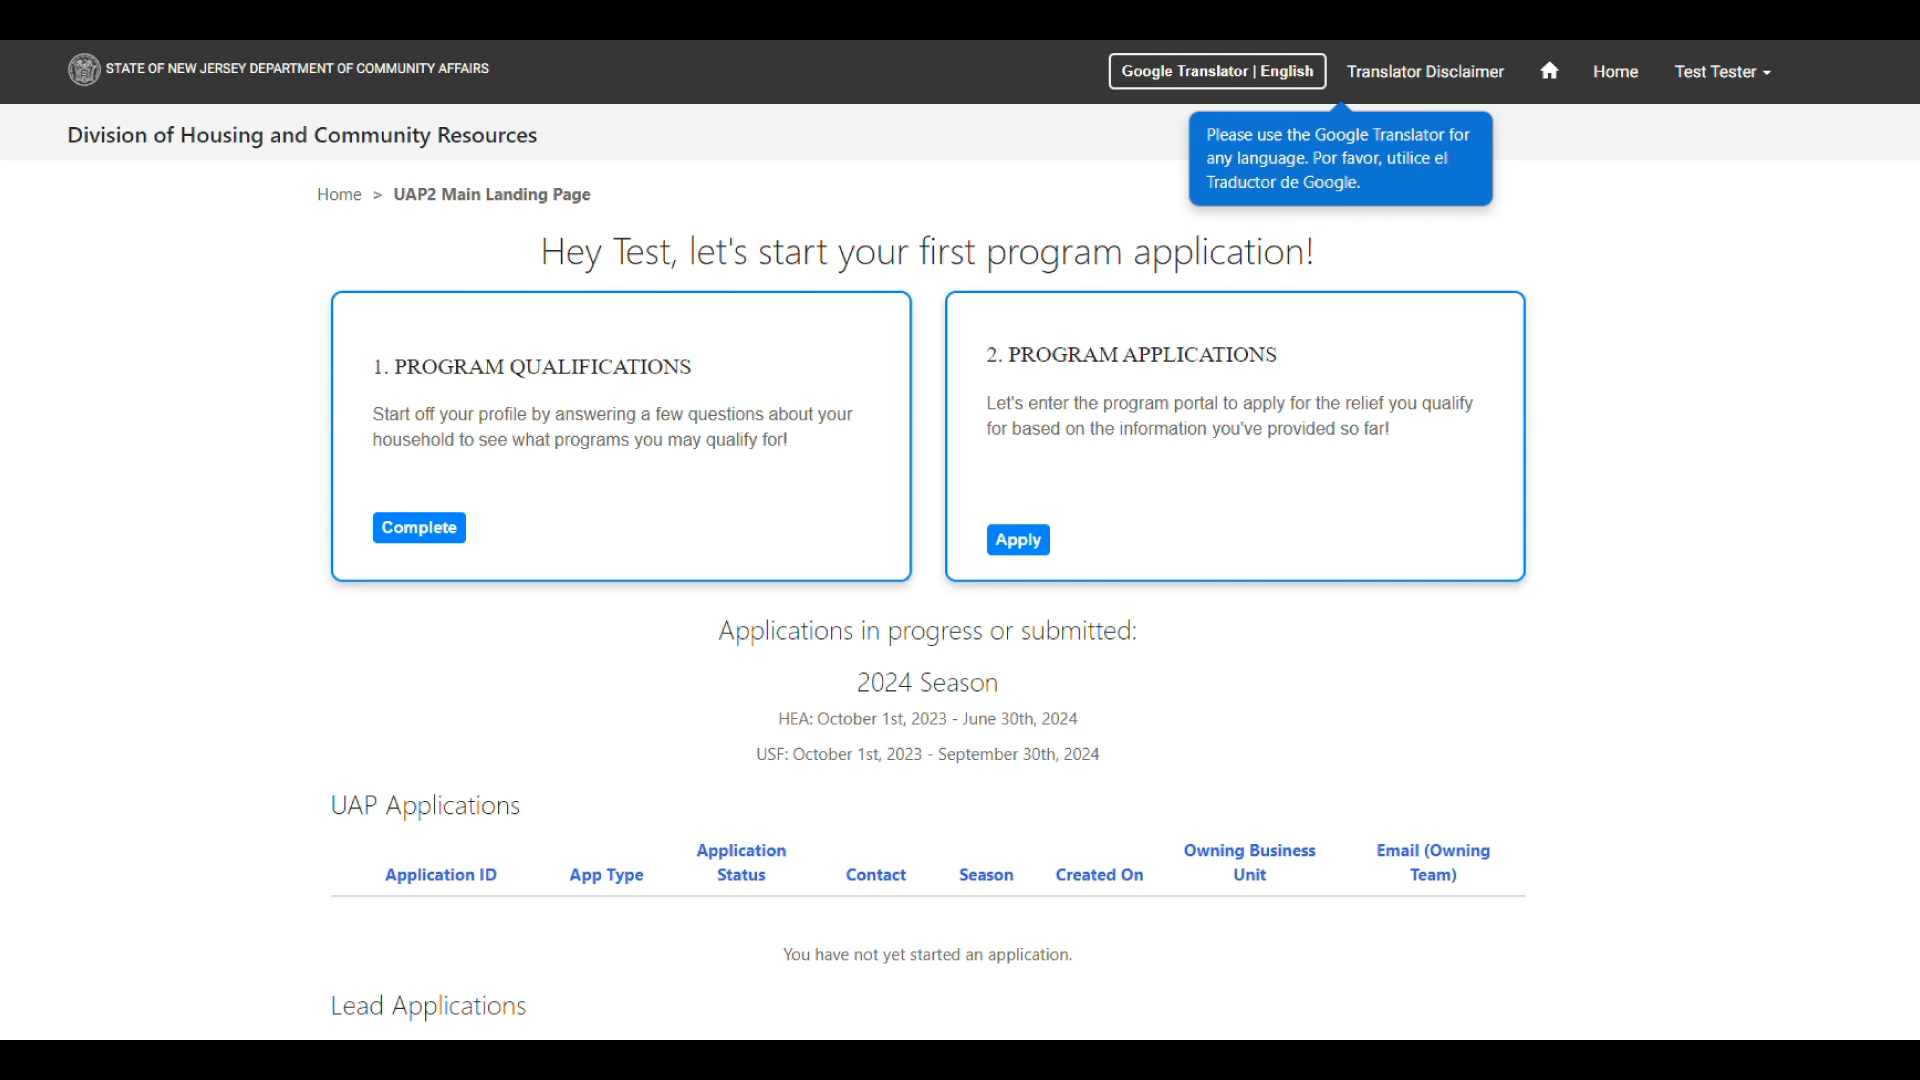 STATE OF NEW JERSEY DEPARTMENT OF COMMUNITY AFFAIRS
Google Translator | English
Translator Disclaimer
Home
Test Tester
Division of Housing and Community Resources
Please use the Google Translator for
any language. Por favor, utilice el
Traductor de Google.
Home > UAP2 Main Landing Page
Hey Test, let's start your first program application!
1. PROGRAM QUALIFICATIONS
Start off your profile by answering a few questions about your
household to see what programs you may qualify for!
Complete
2. PROGRAM APPLICATIONS
Let's enter the program portal to apply for the relief you qualify
for based on the information you've provided so far!
Apply
Applications in progress or submitted:
2024 Season
HEA: October 1st, 2023 - June 30th, 2024
USF: October 1st, 2023 - September 30th, 2024
UAP Applications
Application ID
App Type
Application
Status
Contact
Season
Created On
Owning Business
Unit
Email (Owning
Team)
You have not yet started an application.
Lead Applications